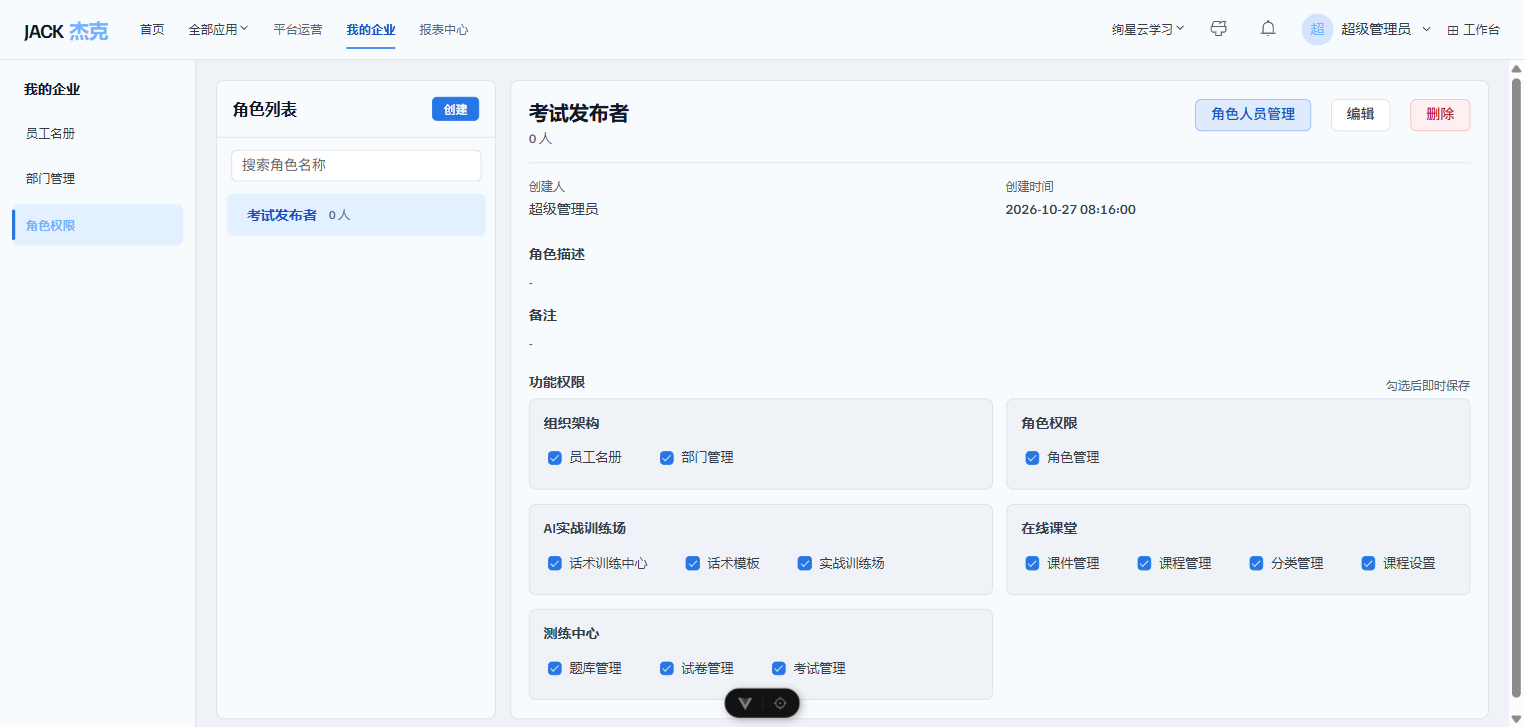 JACK 杰克 首页 全部应用 平台运营 我的企业 报表中心 绚星云学习 超 超级管理员 工作台
我的企业
员工名册
部门管理
角色权限
角色列表 创建
搜索角色名称
考试发布者 0 人
考试发布者 角色人员管理 编辑 删除
0 人
创建人 创建时间
超级管理员 2026-10-27 08:16:00
角色描述
-
备注
-
功能权限 勾选后即时保存
组织架构 角色权限
员工名册 部门管理 角色管理
AI实战训练场 在线课堂
话术训练中心 话术模板 实战训练场 课件管理 课程管理 分类管理 课程设置
测练中心
题库管理 试卷管理 考试管理